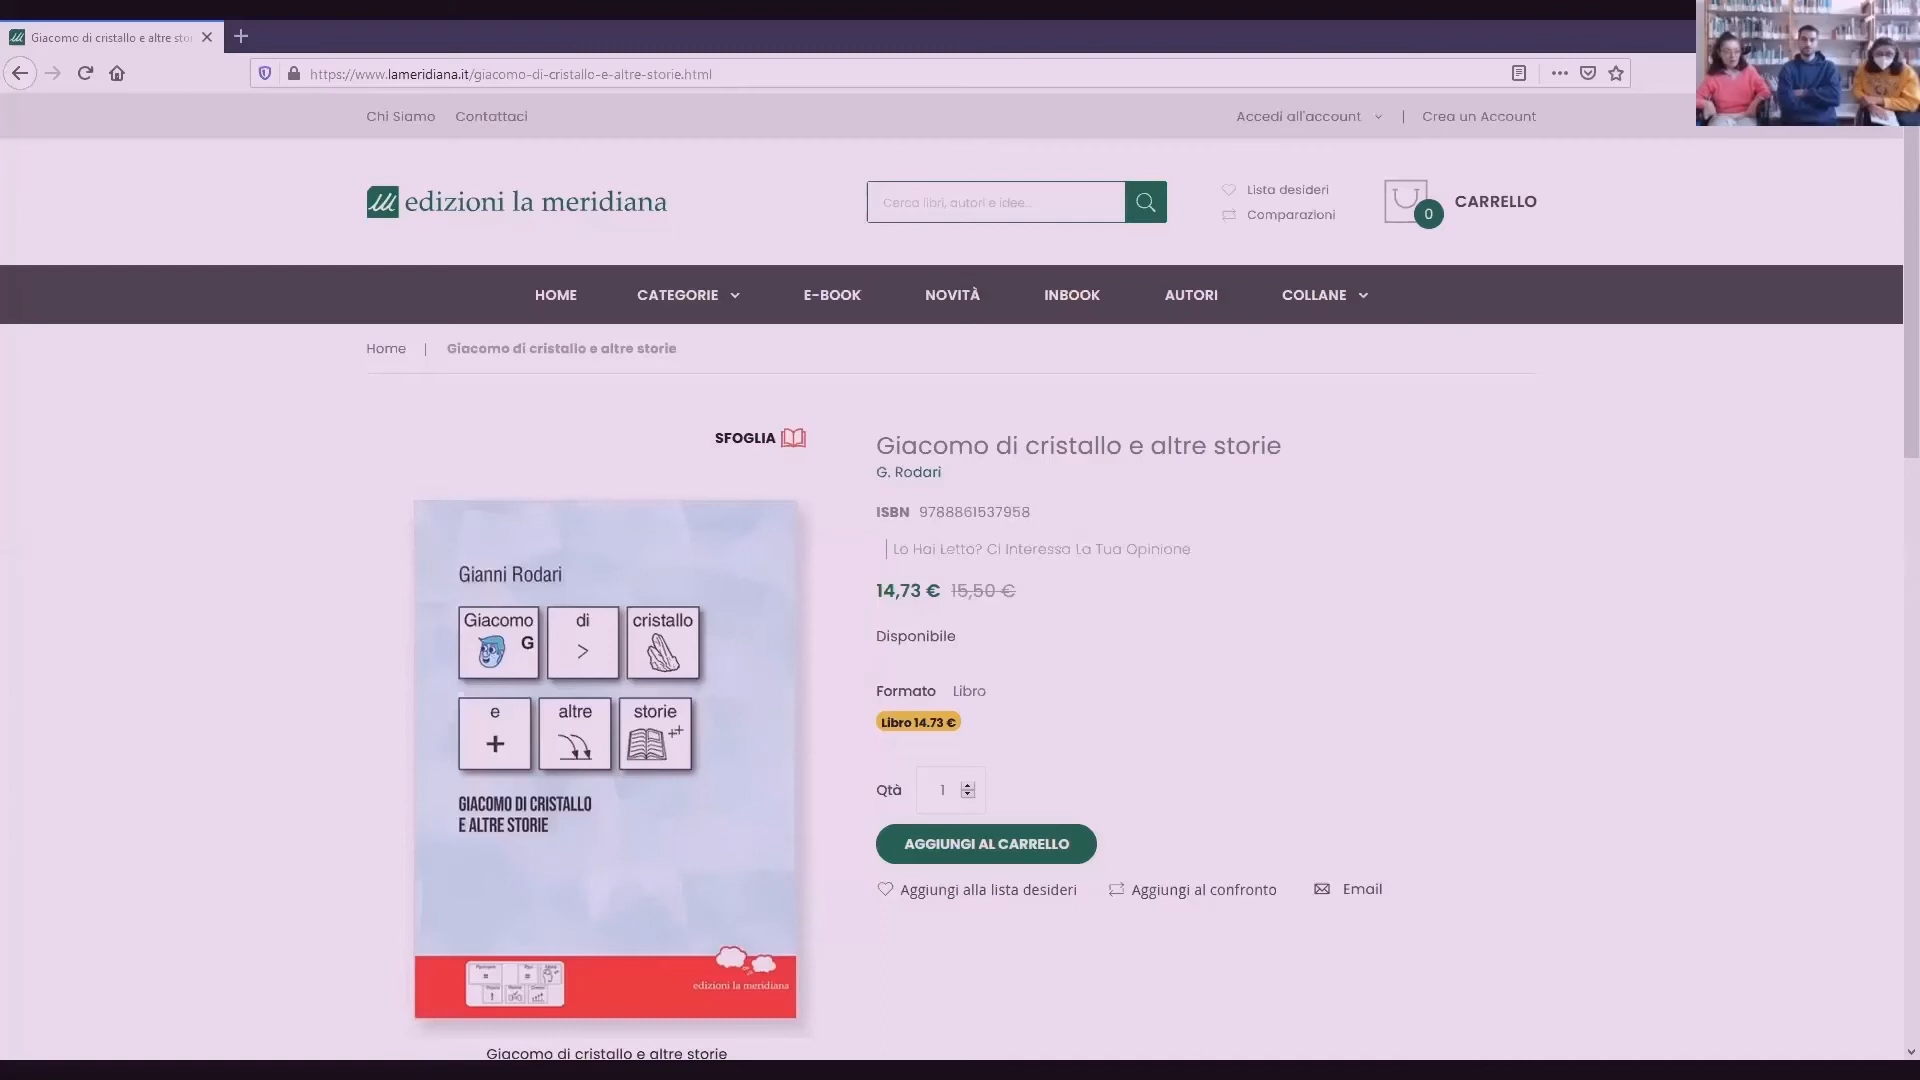 Giacomo di cristallo e altre stor
https://www.lameridiana.it/giacomo-di-cristallo-e-altre-storie.html
Chi Siamo Contattaci
Accedi all'account | Crea un Account
edizioni la meridiana
Cerca libri, autori e idee...
Lista desideri
Comparazioni
0 CARRELLO
HOME CATEGORIE E-BOOK NOVITÀ INBOOK AUTORI COLLANE
Home | Giacomo di cristallo e altre storie
SFOGLIA
Gianni Rodari
Giacomo di cristallo
G >
e altre storie
+ ++
GIACOMO DI CRISTALLO
E ALTRE STORIE
edizioni la meridiana
Giacomo di cristallo e altre storie
Giacomo di cristallo e altre storie
G. Rodari
ISBN 9788861537958
Lo Hai Letto? Ci Interessa La Tua Opinione
14,73 € 15,50 €
Disponibile
Formato Libro
Libro 14.73 €
Qtà 1
AGGIUNGI AL CARRELLO
Aggiungi alla lista desideri Aggiungi al confronto Email